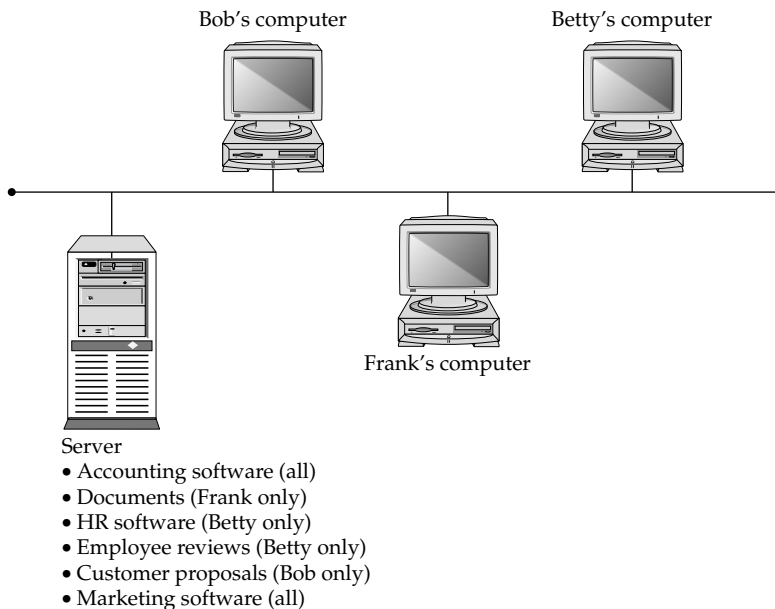 Bob's computer
Betty's computer
Frank's computer
Server
• Accounting software (all)
• Documents (Frank only)
• HR software (Betty only)
• Employee reviews (Betty only)
• Customer proposals (Bob only)
• Marketing software (all)